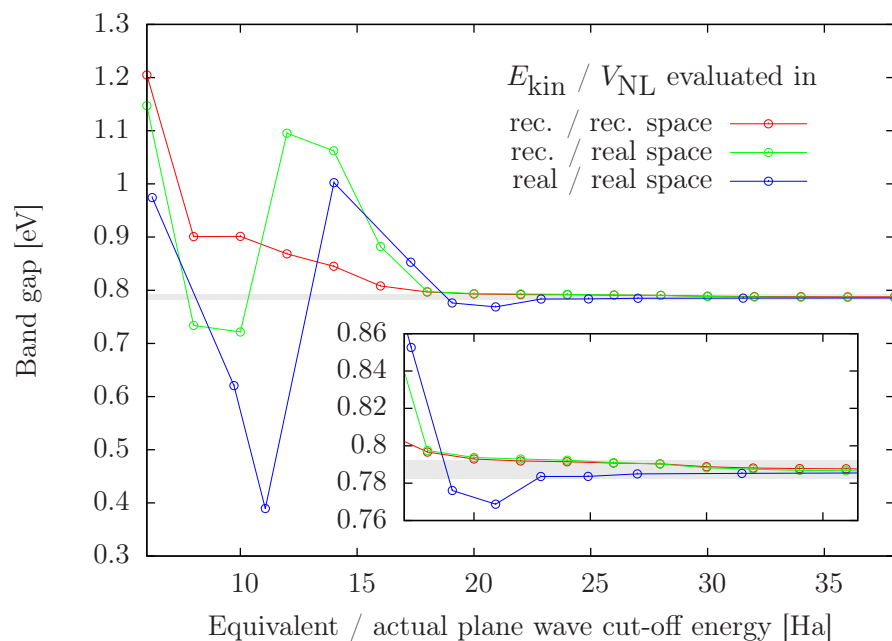 1.3
1.2
1.1
1
0.9
0.8
0.7
0.6
0.5
0.4
0.3
Band gap [eV]
E_kin / V_NL evaluated in
rec. / rec. space
rec. / real space
real / real space
0.86
0.84
0.82
0.8
0.78
0.76
10 15 20 25 30 35
Equivalent / actual plane wave cut-off energy [Ha]